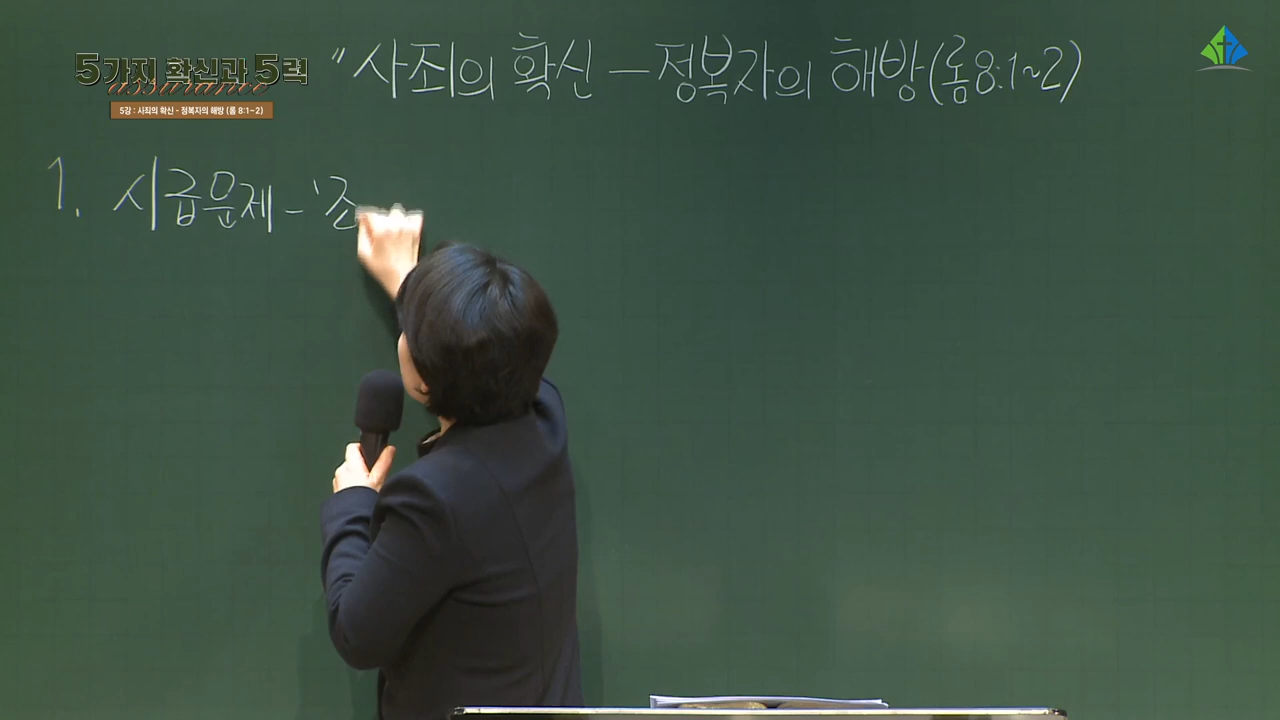 5가지 확신과 5력
assurance
5강 : 사죄의 확신 - 정복자의 해방 (롬 8:1~2)
"사죄의 확신 — 정복자의 해방(롬8:1~2)
1. 시급문제 - '조